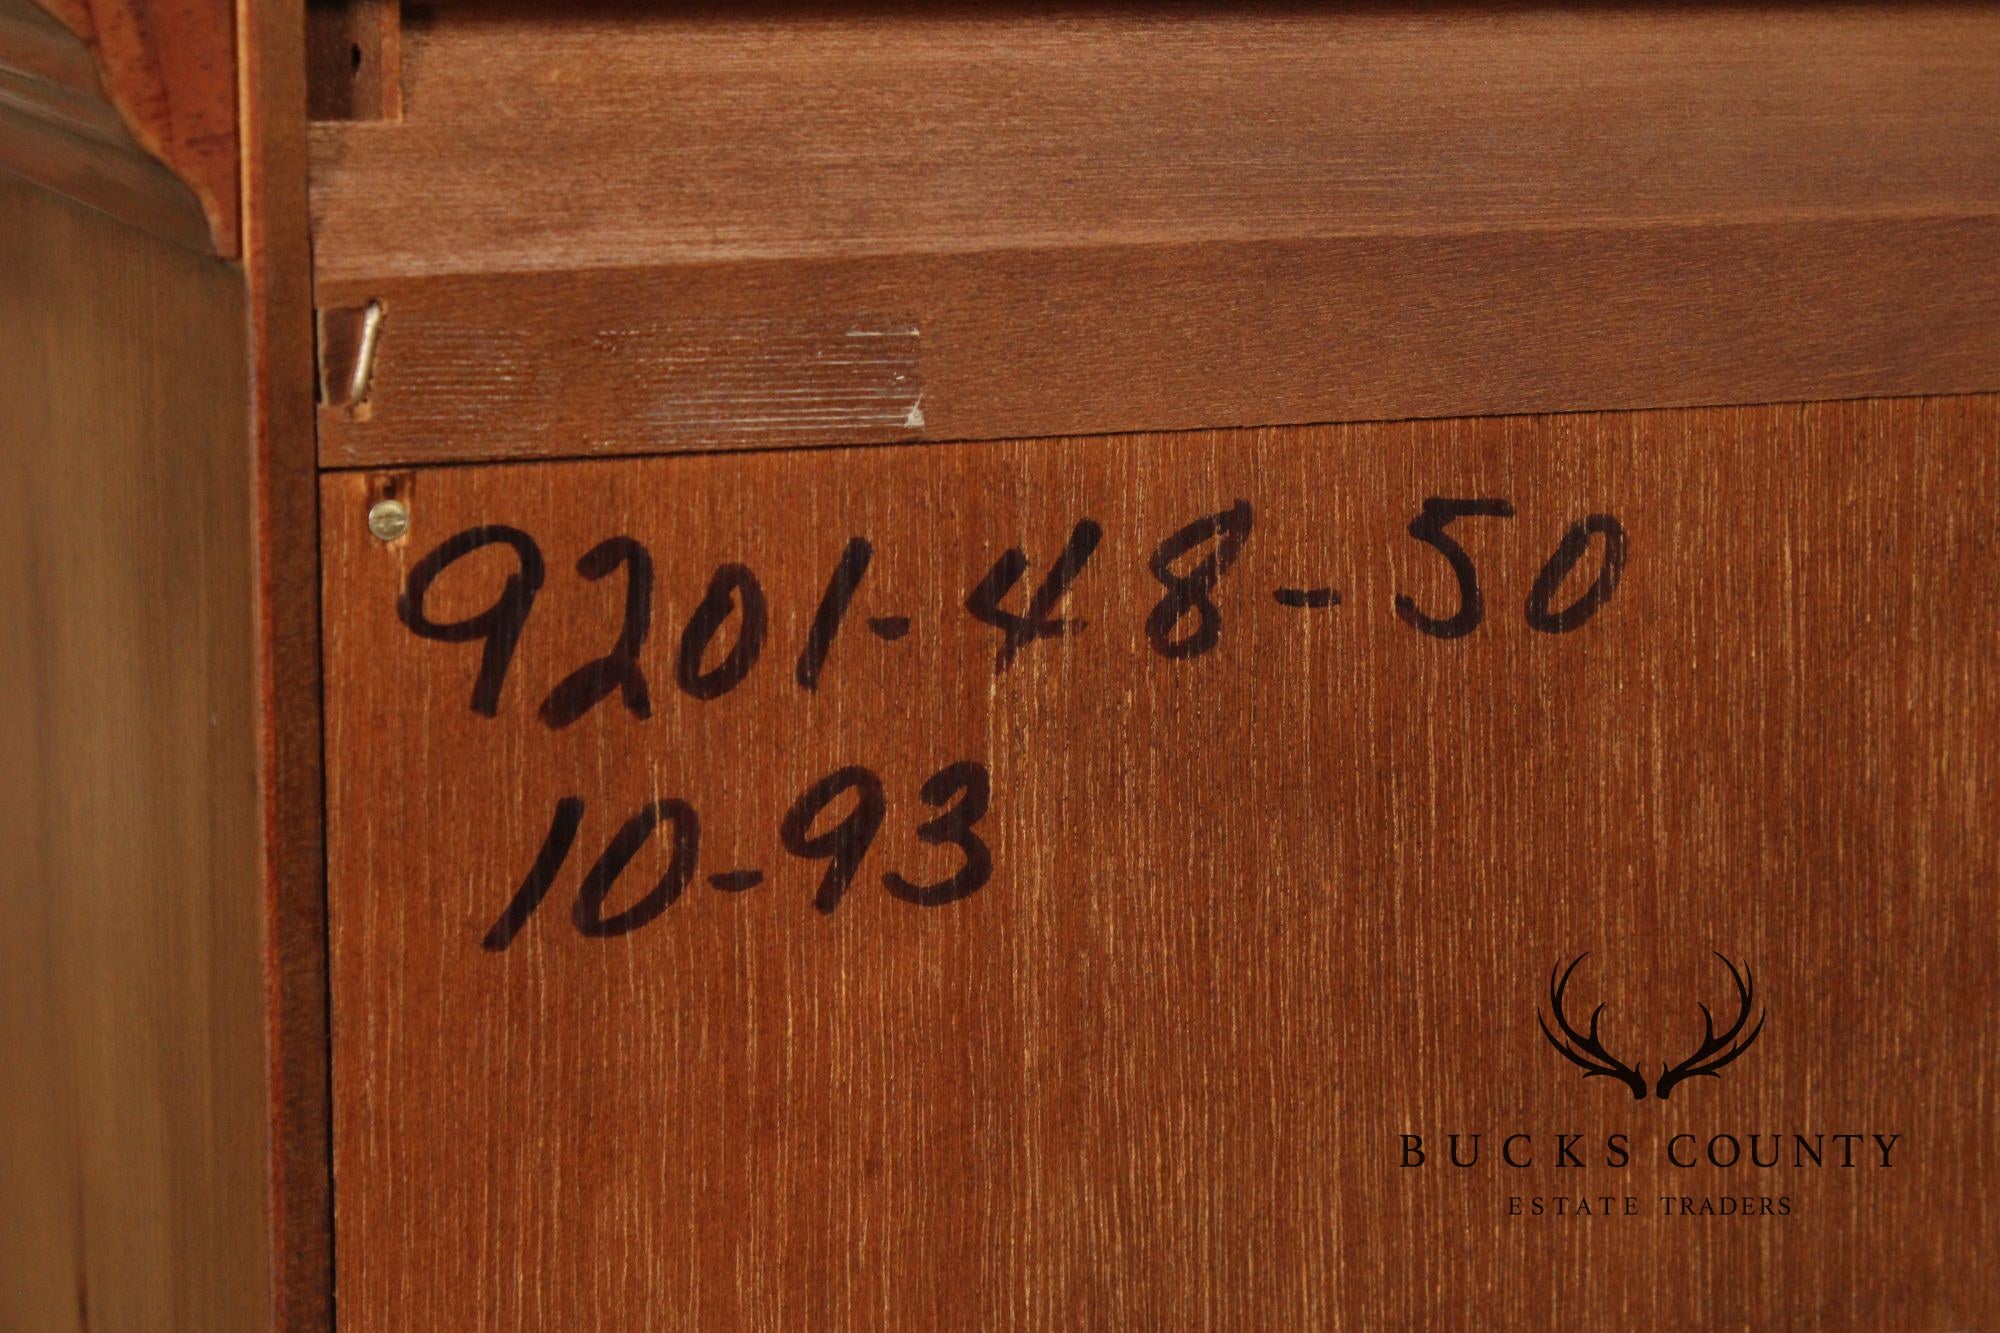 9201-48-50
10-93
BUCKS COUNTY
ESTATE TRADERS